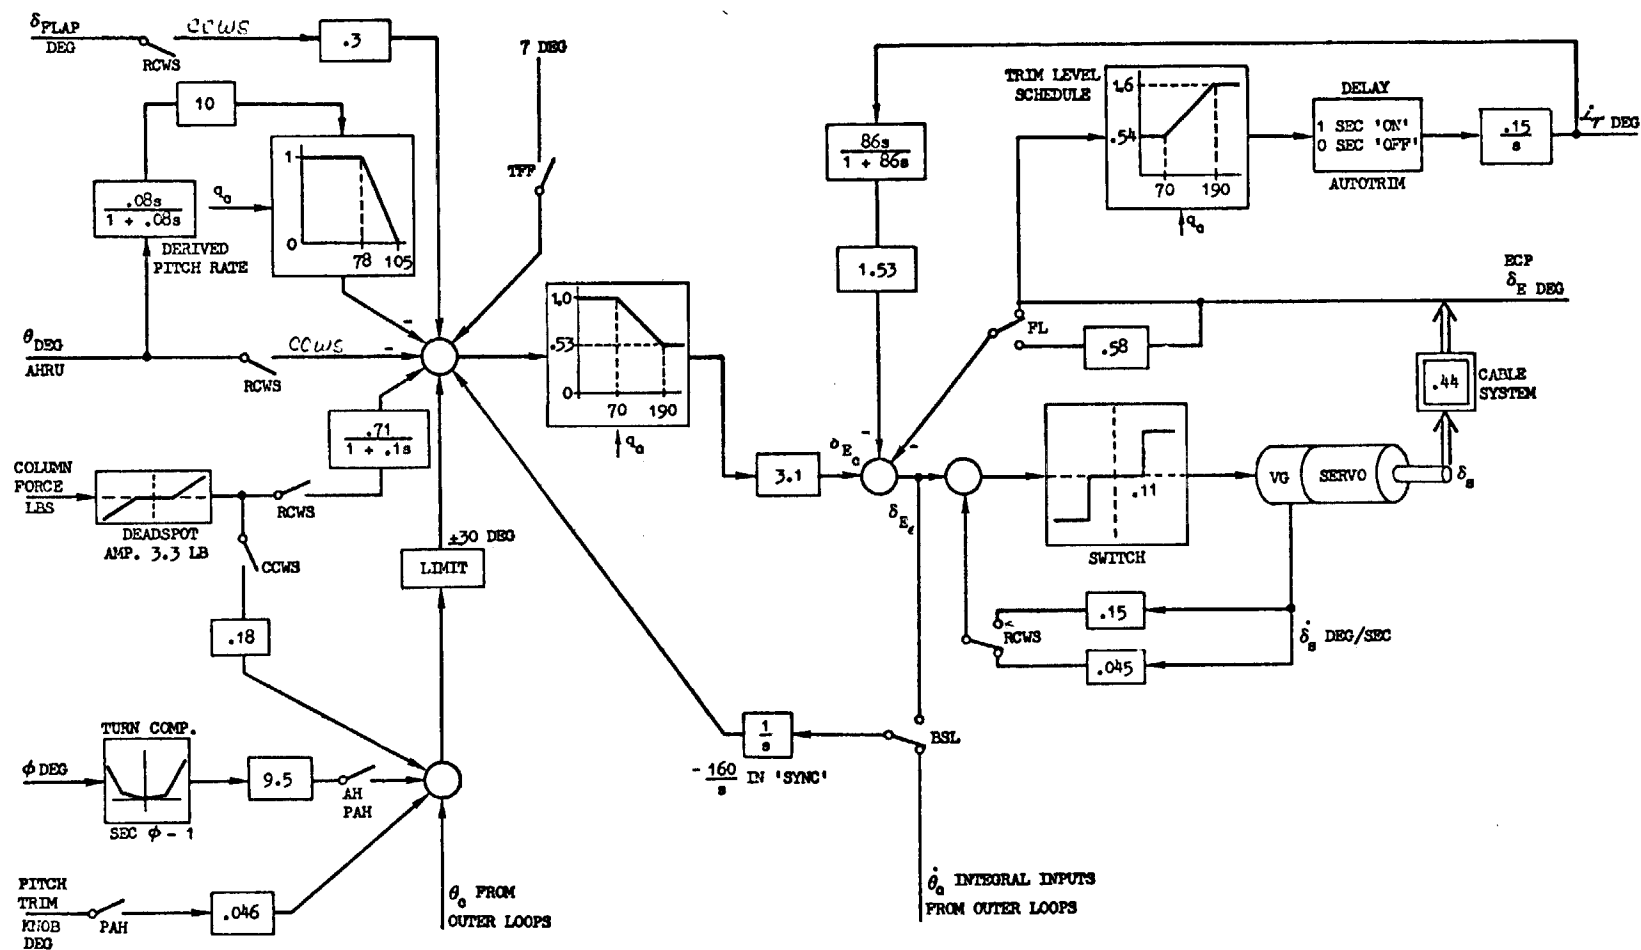 δFLAP
DEG
RCWS
CCWS
.3
7 DEG
TFF
10
.08s
1 + .08s
DERIVED
PITCH RATE
qc
1
0
78
105
θDEG
AHRU
RCWS
CCWS
-
-
1.0
.53
0
70
190
qc
.71
1 + .1s
COLUMN
FORCE
LBS
DEADSPOT
AMP. 3.3 LB
RCWS
CCWS
.18
±30 DEG
LIMIT
TURN COMP.
φ DEG
SEC φ - 1
9.5
AH
PAH
PITCH
TRIM
KNOB
DEG
PAH
.046
θc FROM
OUTER LOOPS
3.1
δEc
-
-
δEε
86s
1 + 86s
1.53
TRIM LEVEL
SCHEDULE
1.6
.54
70
190
qc
DELAY
1 SEC 'ON'
0 SEC 'OFF'
AUTOTRIM
.15
s
DEG
ECP
δE DEG
FL
.58
.44
CABLE
SYSTEM
.11
SWITCH
VG
SERVO
δs
.15
RCWS
.045
δ̇s DEG/SEC
1
s
- 160
s
IN 'SYNC'
BSL
θ̇c INTEGRAL INPUTS
FROM OUTER LOOPS